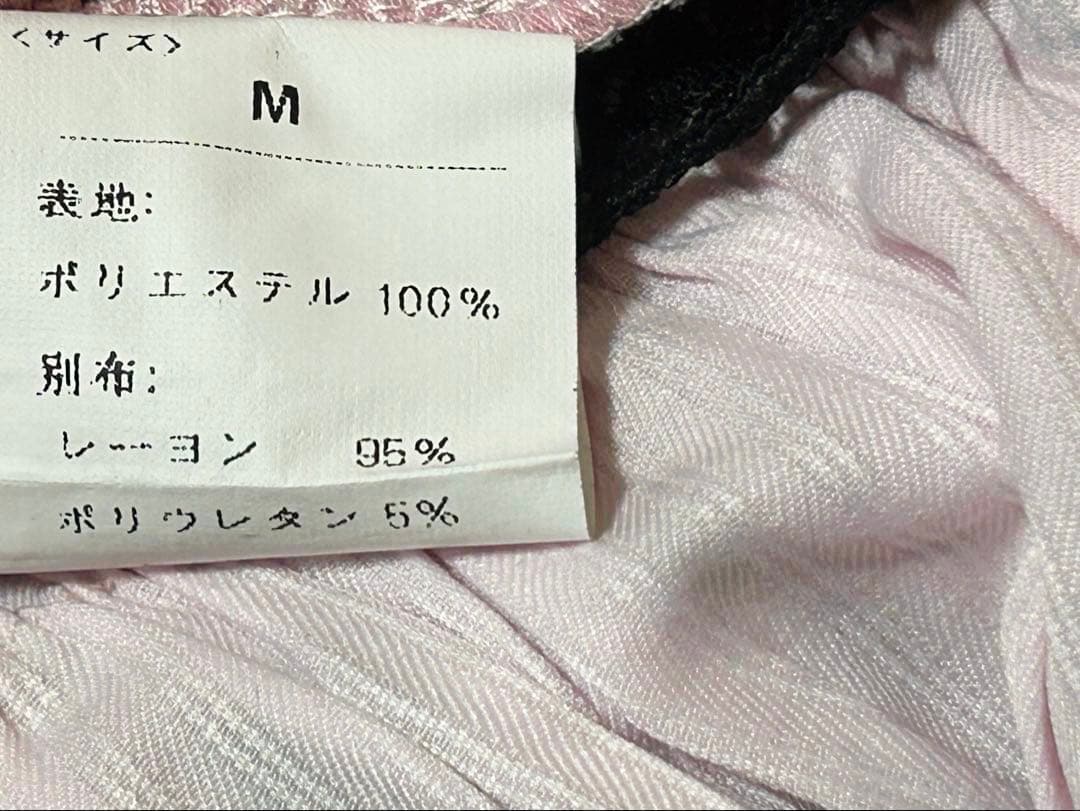 <サイズ>
M
表地:
ポリエステル 100%
別布:
レーヨン 95%
ポリウレタン 5%